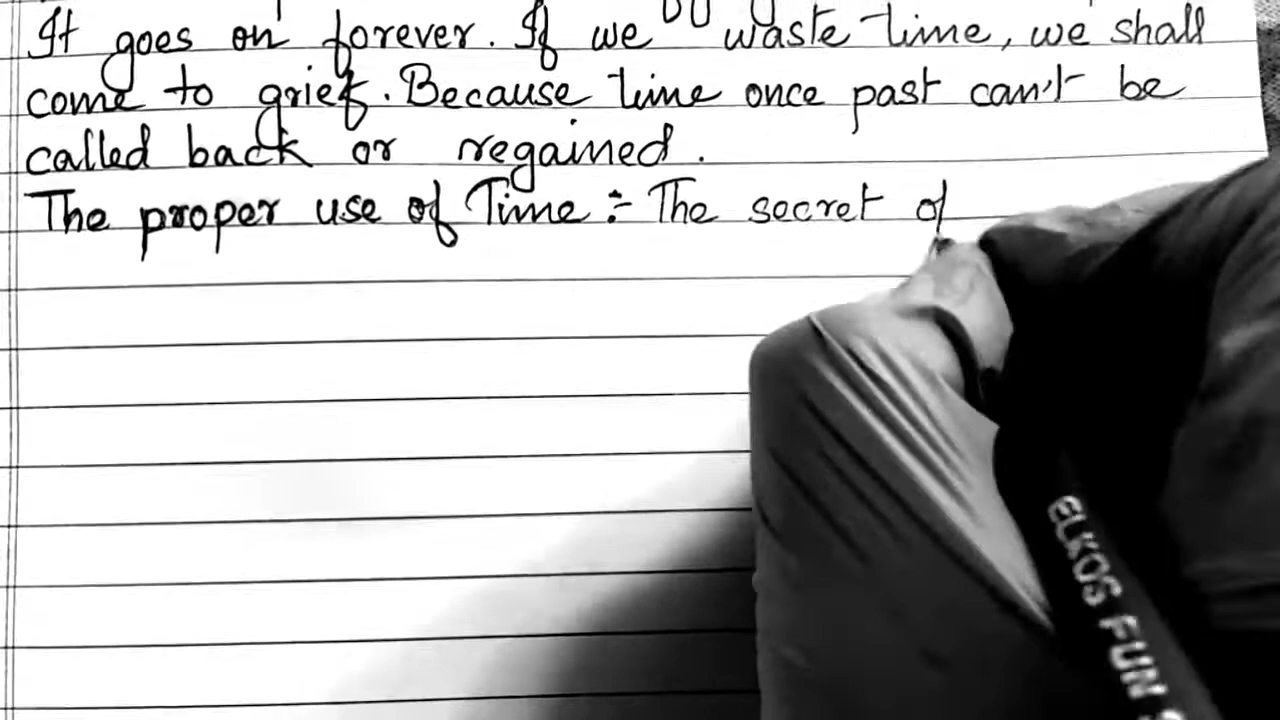 It goes on forever. If we waste time, we shall
come to grief. Because time once past can't be
called back or regained.
The proper use of Time :- The secret of
ELKOS FUN